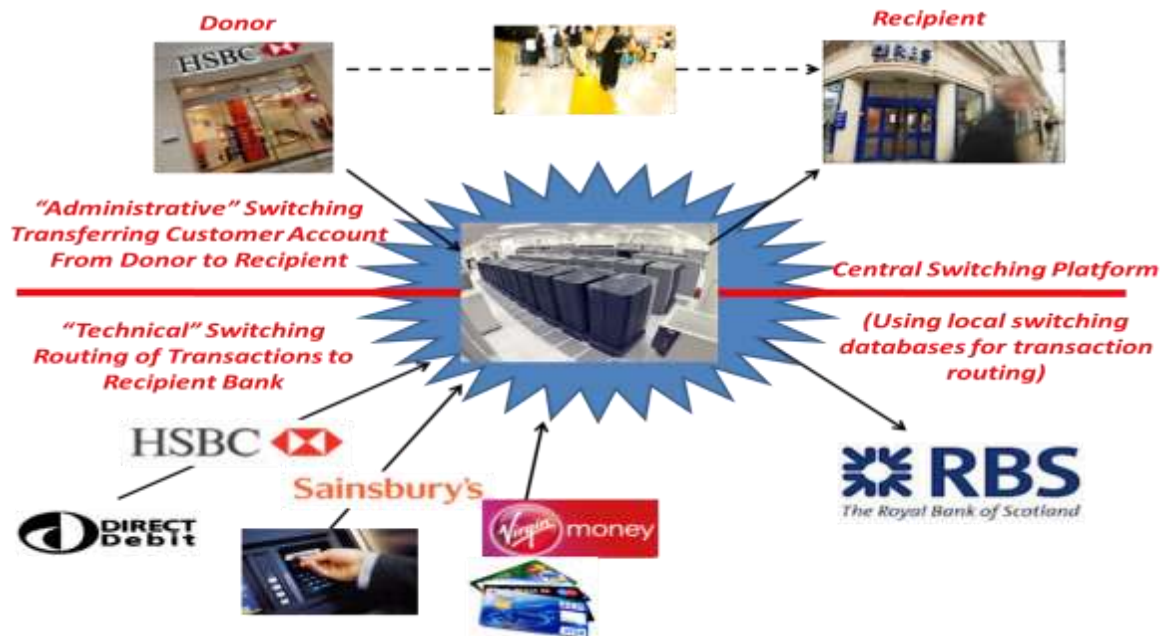 Donor
Recipient
HSBC
"Administrative" Switching
Transferring Customer Account
From Donor to Recipient
Central Switching Platform
"Technical" Switching
Routing of Transactions to
Recipient Bank
(Using local switching
databases for transaction
routing)
HSBC
Sainsbury's
DIRECT
Debit
Virgin money
RBS
The Royal Bank of Scotland
VISA